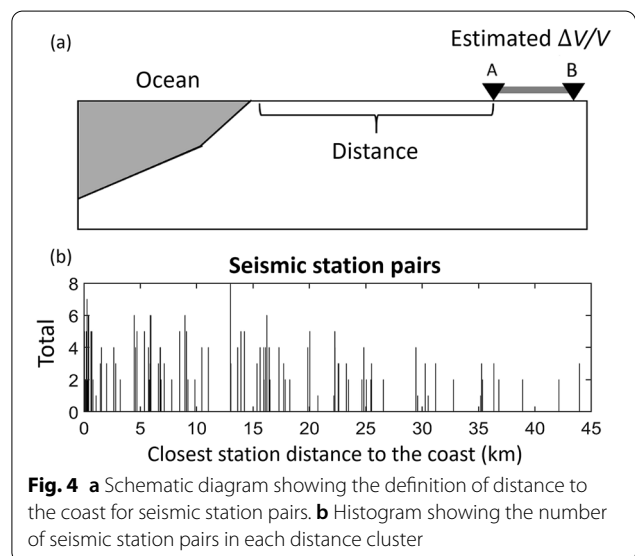 (a)
Estimated ΔV/V
Ocean
A B
Distance
(b)
Seismic station pairs
Total
8
6
4
2
0
0 5 10 15 20 25 30 35 40 45
Closest station distance to the coast (km)
Fig. 4 a Schematic diagram showing the definition of distance to
the coast for seismic station pairs. b Histogram showing the number
of seismic station pairs in each distance cluster